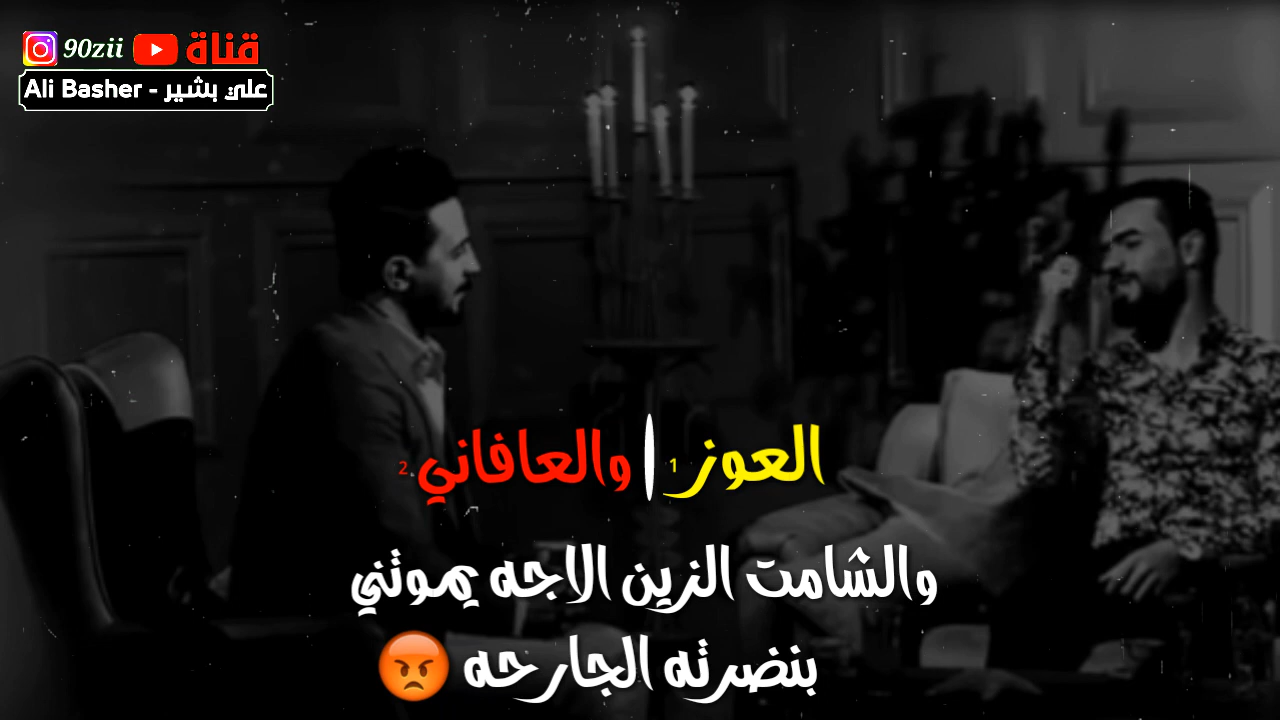 90zii قناة
علي بشير - Ali Basher
العوز 1 | والعافاني 2
والشامت الزين الاجه يموتني
بنضرته الجارحه 😡